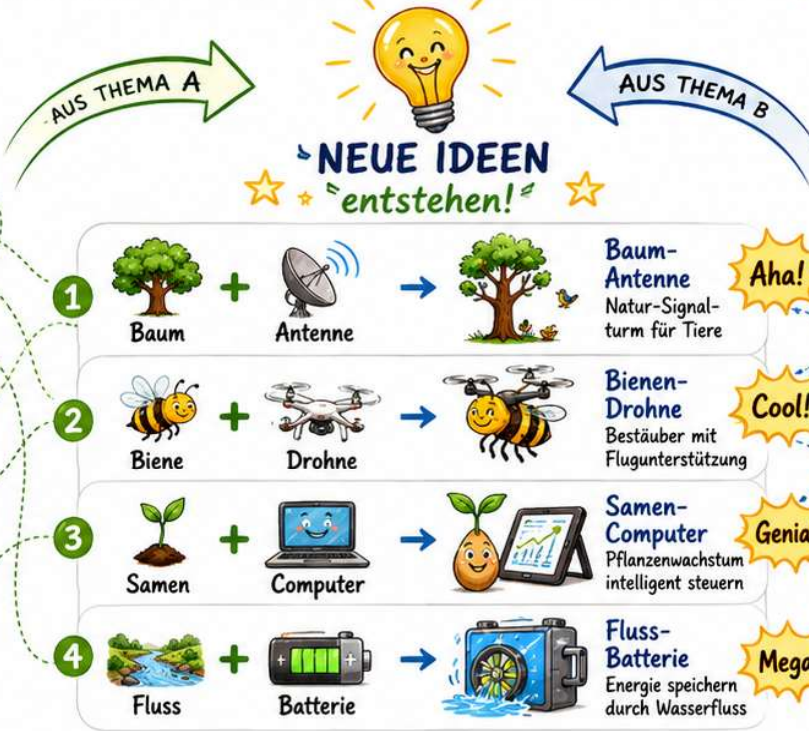 AUS THEMA A
AUS THEMA B
NEUE IDEEN
entstehen!
1
Baum
+
Antenne
Baum-
Antenne
Natur-Signal-
turm für Tiere
Aha!
2
Biene
+
Drohne
Bienen-
Drohne
Bestäuber mit
Flugunterstützung
Cool!
3
Samen
+
Computer
Samen-
Computer
Pflanzenwachstum
intelligent steuern
Genia
4
Fluss
+
Batterie
Fluss-
Batterie
Energie speichern
durch Wasserfluss
Mega